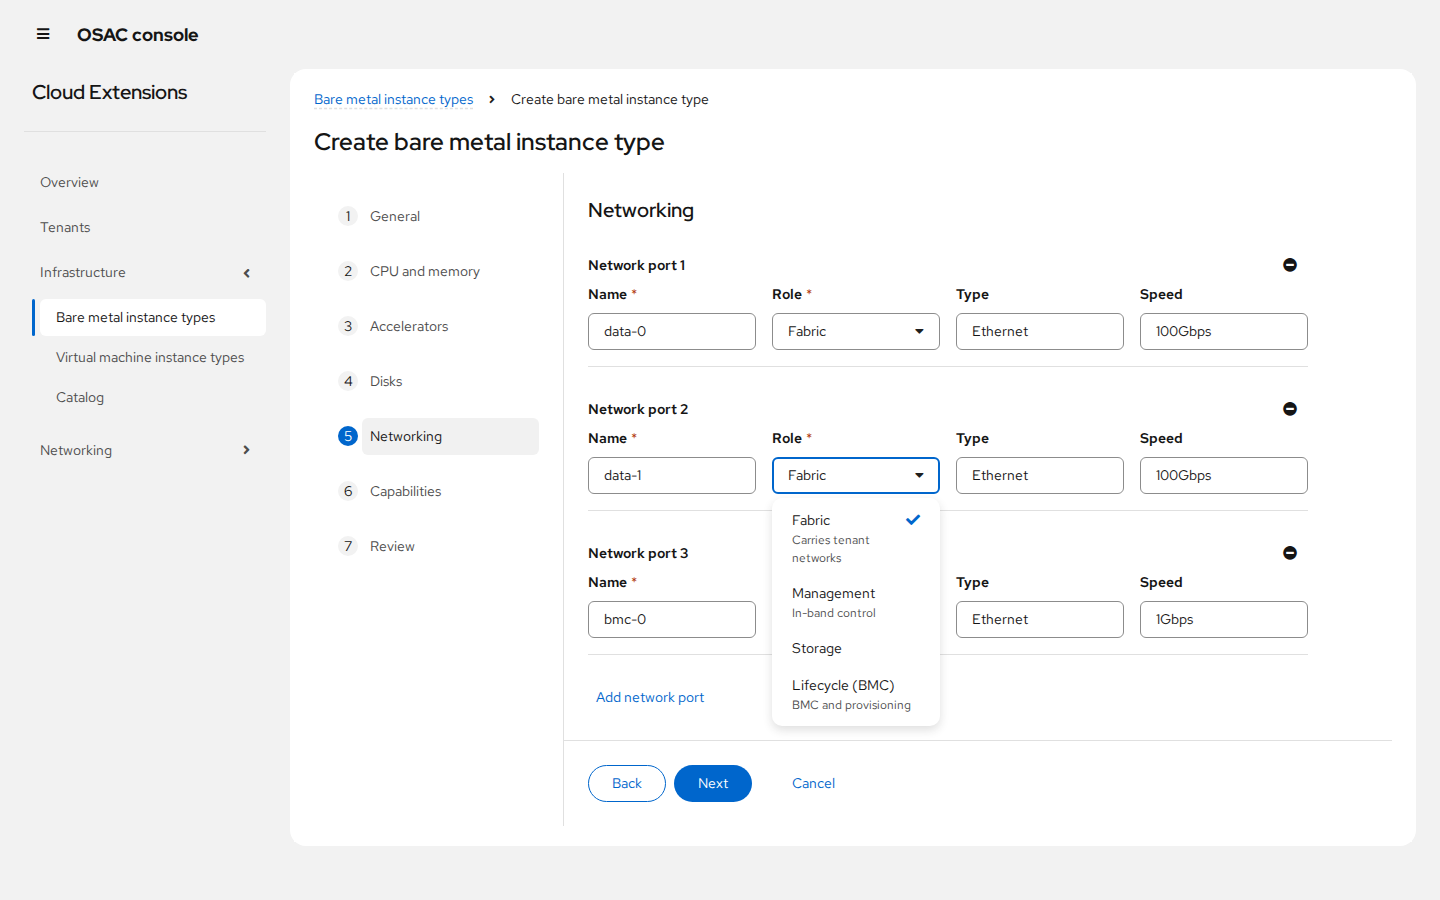 OSAC console
Cloud Extensions
Overview
Tenants
Infrastructure
Bare metal instance types
Virtual machine instance types
Catalog
Networking
Bare metal instance types > Create bare metal instance type
Create bare metal instance type
1 General
2 CPU and memory
3 Accelerators
4 Disks
5 Networking
6 Capabilities
7 Review
Networking
Network port 1
Name * Role * Type Speed
data-0 Fabric Ethernet 100Gbps
Network port 2
Name * Role * Type Speed
data-1 Fabric Ethernet 100Gbps
Fabric
Carries tenant
networks
Management
In-band control
Storage
Lifecycle (BMC)
BMC and provisioning
Network port 3
Name * Type Speed
bmc-0 Ethernet 1Gbps
Add network port
Back Next Cancel